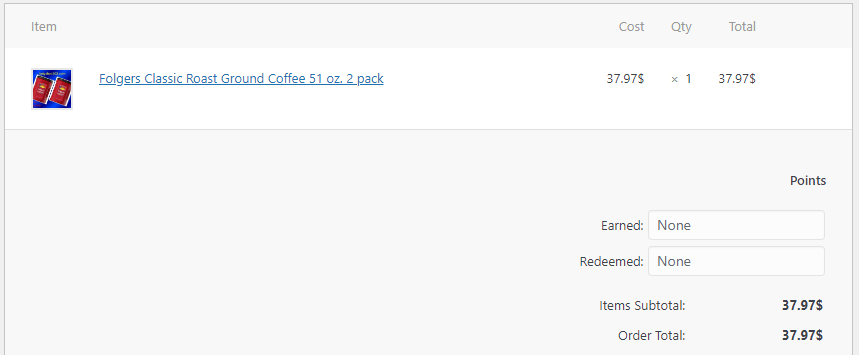 Item Cost Qty Total
Folgers Classic Roast Ground Coffee 51 oz. 2 pack 37.97$ × 1 37.97$
Points
Earned: None
Redeemed: None
Items Subtotal: 37.97$
Order Total: 37.97$